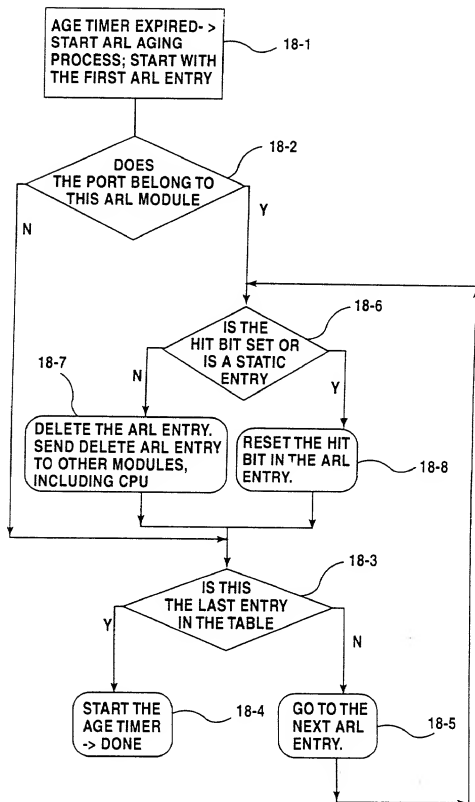 AGE TIMER EXPIRED- >
START ARL AGING
PROCESS; START WITH
THE FIRST ARL ENTRY
18-1
DOES
THE PORT BELONG TO
THIS ARL MODULE
18-2
N
Y
IS THE
HIT BIT SET OR
IS A STATIC
ENTRY
18-6
N
Y
18-7
DELETE THE ARL ENTRY.
SEND DELETE ARL ENTRY
TO OTHER MODULES,
INCLUDING CPU
RESET THE HIT
BIT IN THE ARL
ENTRY.
18-8
IS THIS
THE LAST ENTRY
IN THE TABLE
18-3
Y
N
START THE
AGE TIMER
-> DONE
18-4
GO TO THE
NEXT ARL
ENTRY.
18-5